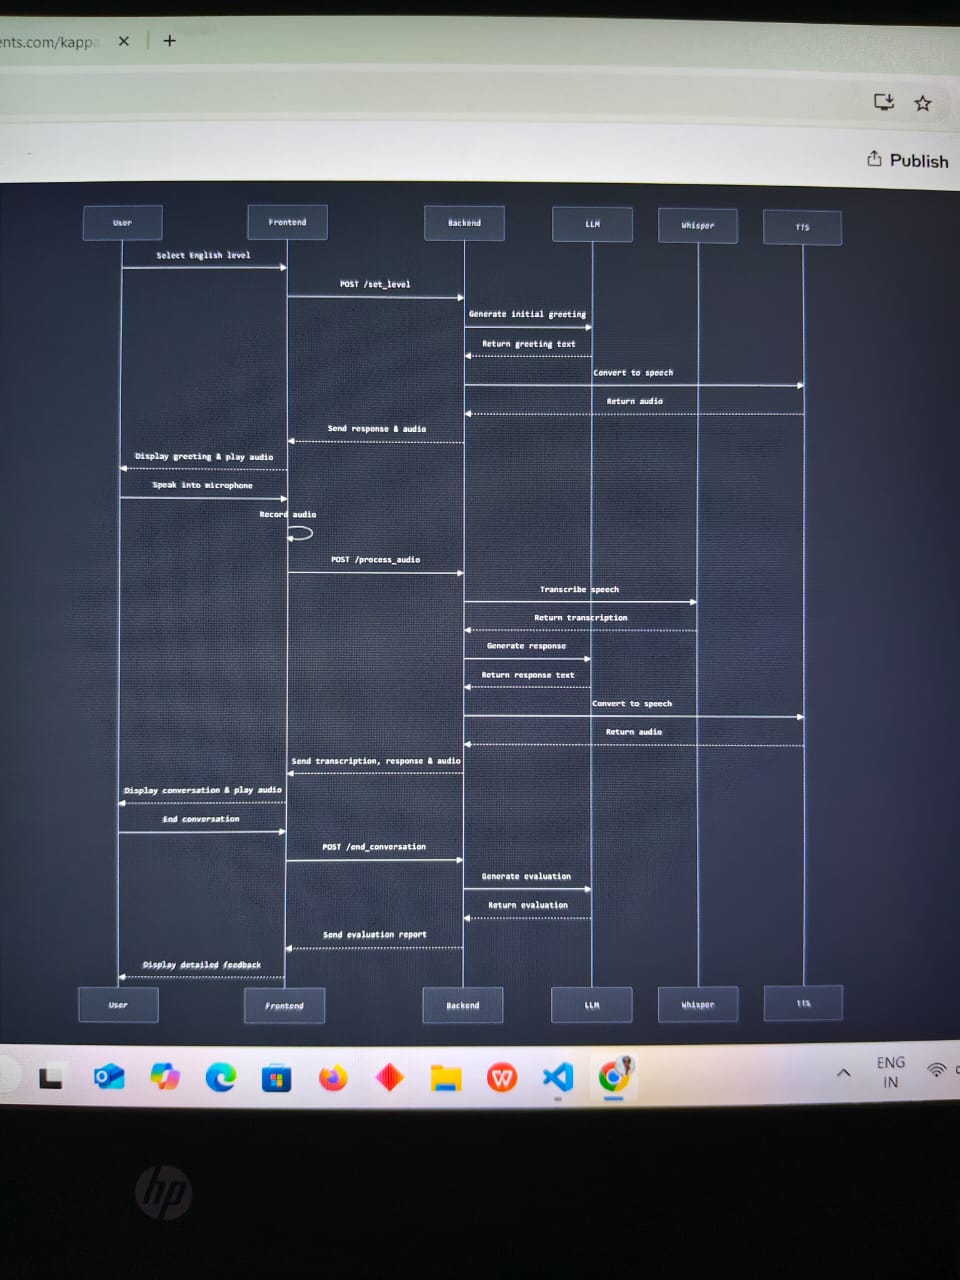 ents.com/kappa
Publish
User Frontend Backend LLM Whisper TTS
Select English level
POST /set_level
Generate initial greeting
Return greeting text
Convert to speech
Return audio
Send response & audio
Display greeting & play audio
Speak into microphone
Record audio
POST /process_audio
Transcribe speech
Return transcription
Generate response
Return response text
Convert to speech
Return audio
Send transcription, response & audio
Display conversation & play audio
End conversation
POST /end_conversation
Generate evaluation
Return evaluation
Send evaluation report
Display detailed feedback
User Frontend Backend LLM Whisper TTS
ENG
IN
hp